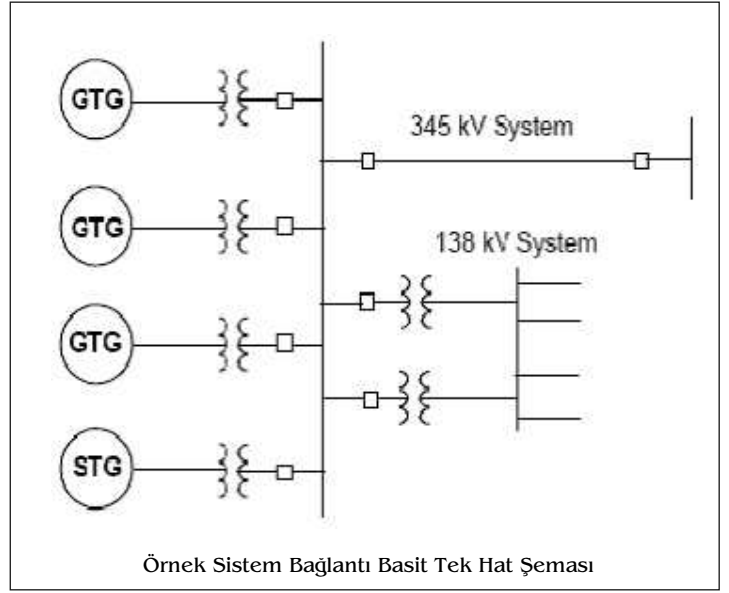 GTG
345 kV System
GTG
138 kV System
GTG
STG
Örnek Sistem Bağlantı Basit Tek Hat Şeması